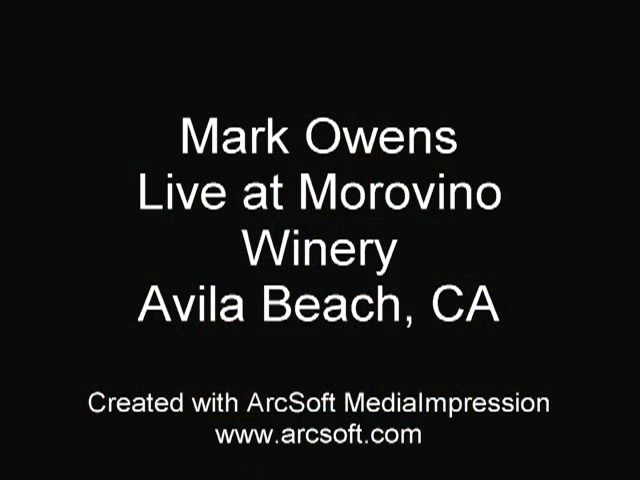 Mark Owens
Live at Morovino
Winery
Avila Beach, CA
Created with ArcSoft MediaImpression
www.arcsoft.com